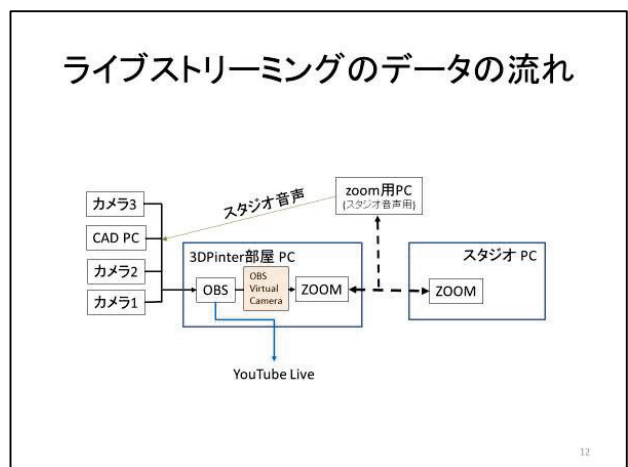 ライブストリーミングのデータの流れ
カメラ3
CAD PC
カメラ2
カメラ1
スタジオ音声
zoom用PC
(スタジオ音声用)
3DPinter部屋 PC
OBS
OBS
Virtual
Camera
ZOOM
スタジオ PC
ZOOM
YouTube Live
12